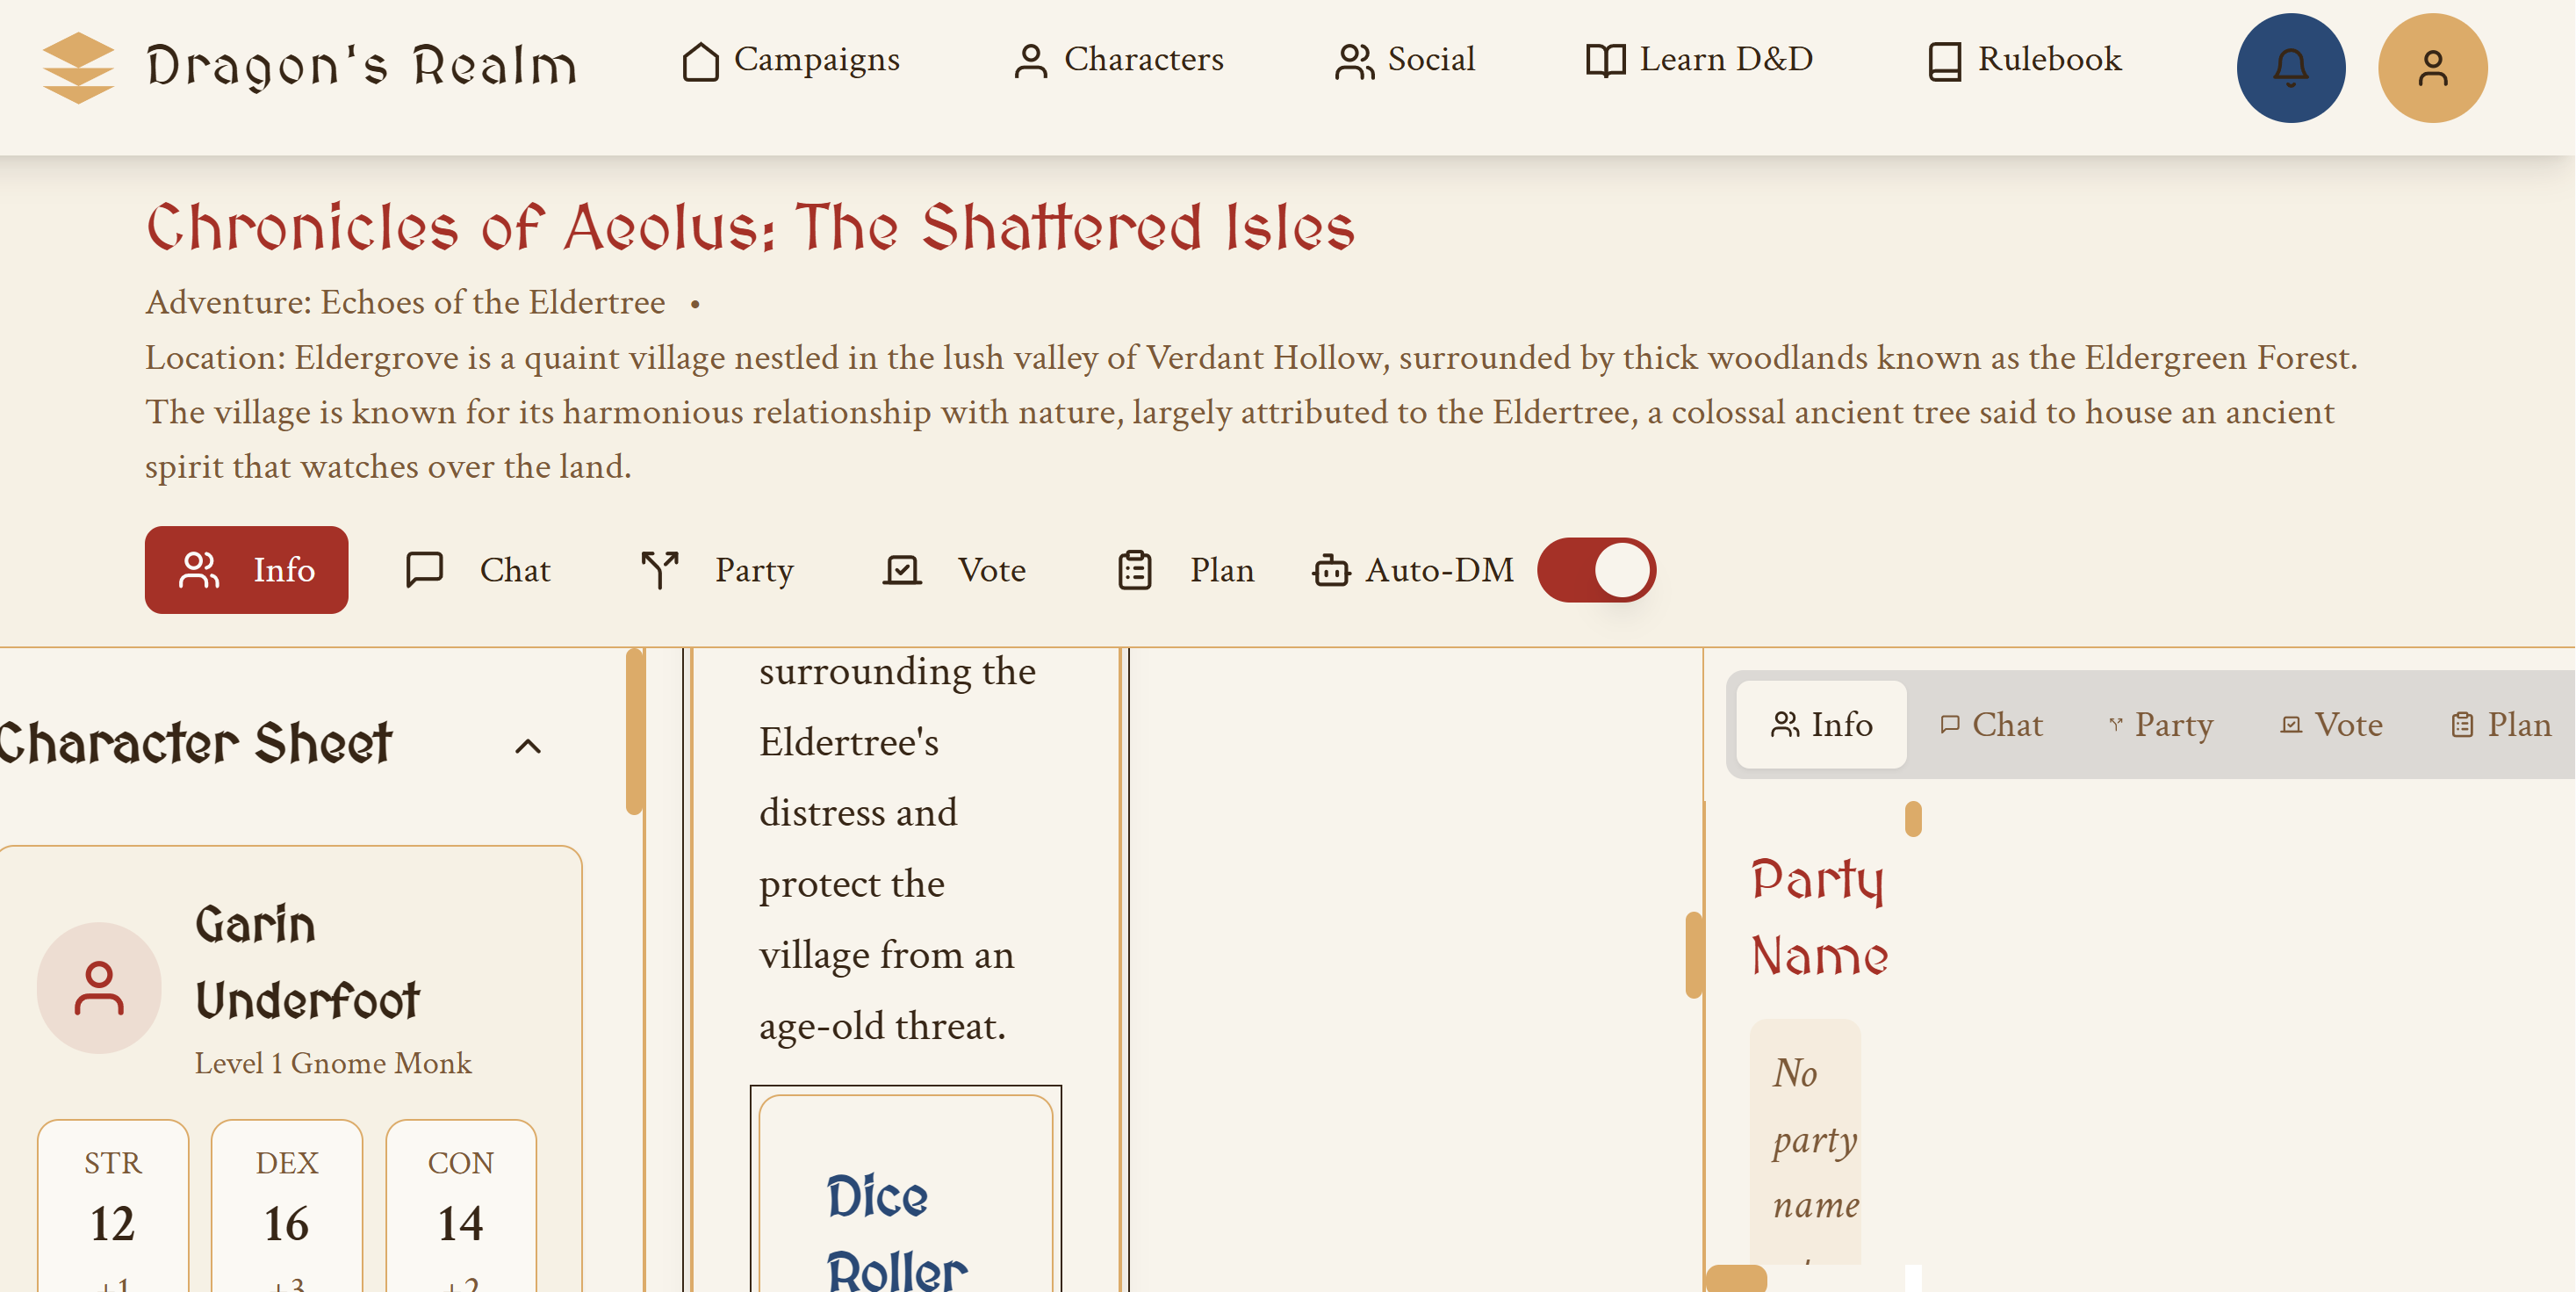 Dragon's Realm
Campaigns
Characters
Social
Learn D&D
Rulebook
Chronicles of Aeolus: The Shattered Isles
Adventure: Echoes of the Eldertree •
Location: Eldergrove is a quaint village nestled in the lush valley of Verdant Hollow, surrounded by thick woodlands known as the Eldergreen Forest.
The village is known for its harmonious relationship with nature, largely attributed to the Eldertree, a colossal ancient tree said to house an ancient
spirit that watches over the land.
Info
Chat
Party
Vote
Plan
Auto-DM
Character Sheet
Garin
Underfoot
Level 1 Gnome Monk
STR
12
+1
DEX
16
+3
CON
14
+2
surrounding the
Eldertree's
distress and
protect the
village from an
age-old threat.
Dice
Roller
Info
Chat
Party
Vote
Plan
Party
Name
No
party
name